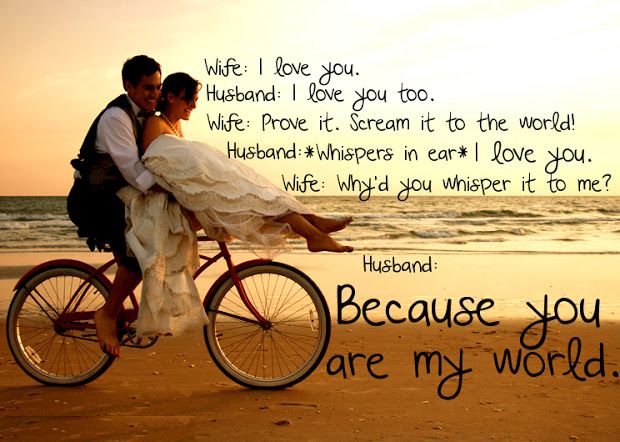 Wife: I love you.
Husband: I love you too.
Wife: Prove it. Scream it to the world!
Husband:*Whispers in ear* I love you.
Wife: Why'd you whisper it to me?
Husband:
Because you
are my world.